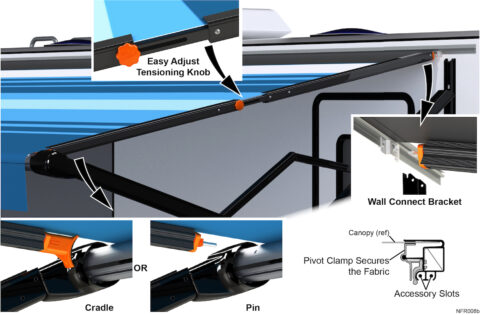 Easy Adjust
Tensioning Knob
Wall Connect Bracket
Canopy (ref)
Pivot Clamp Secures
the Fabric
Accessory Slots
OR
Cradle
Pin
NFR008b